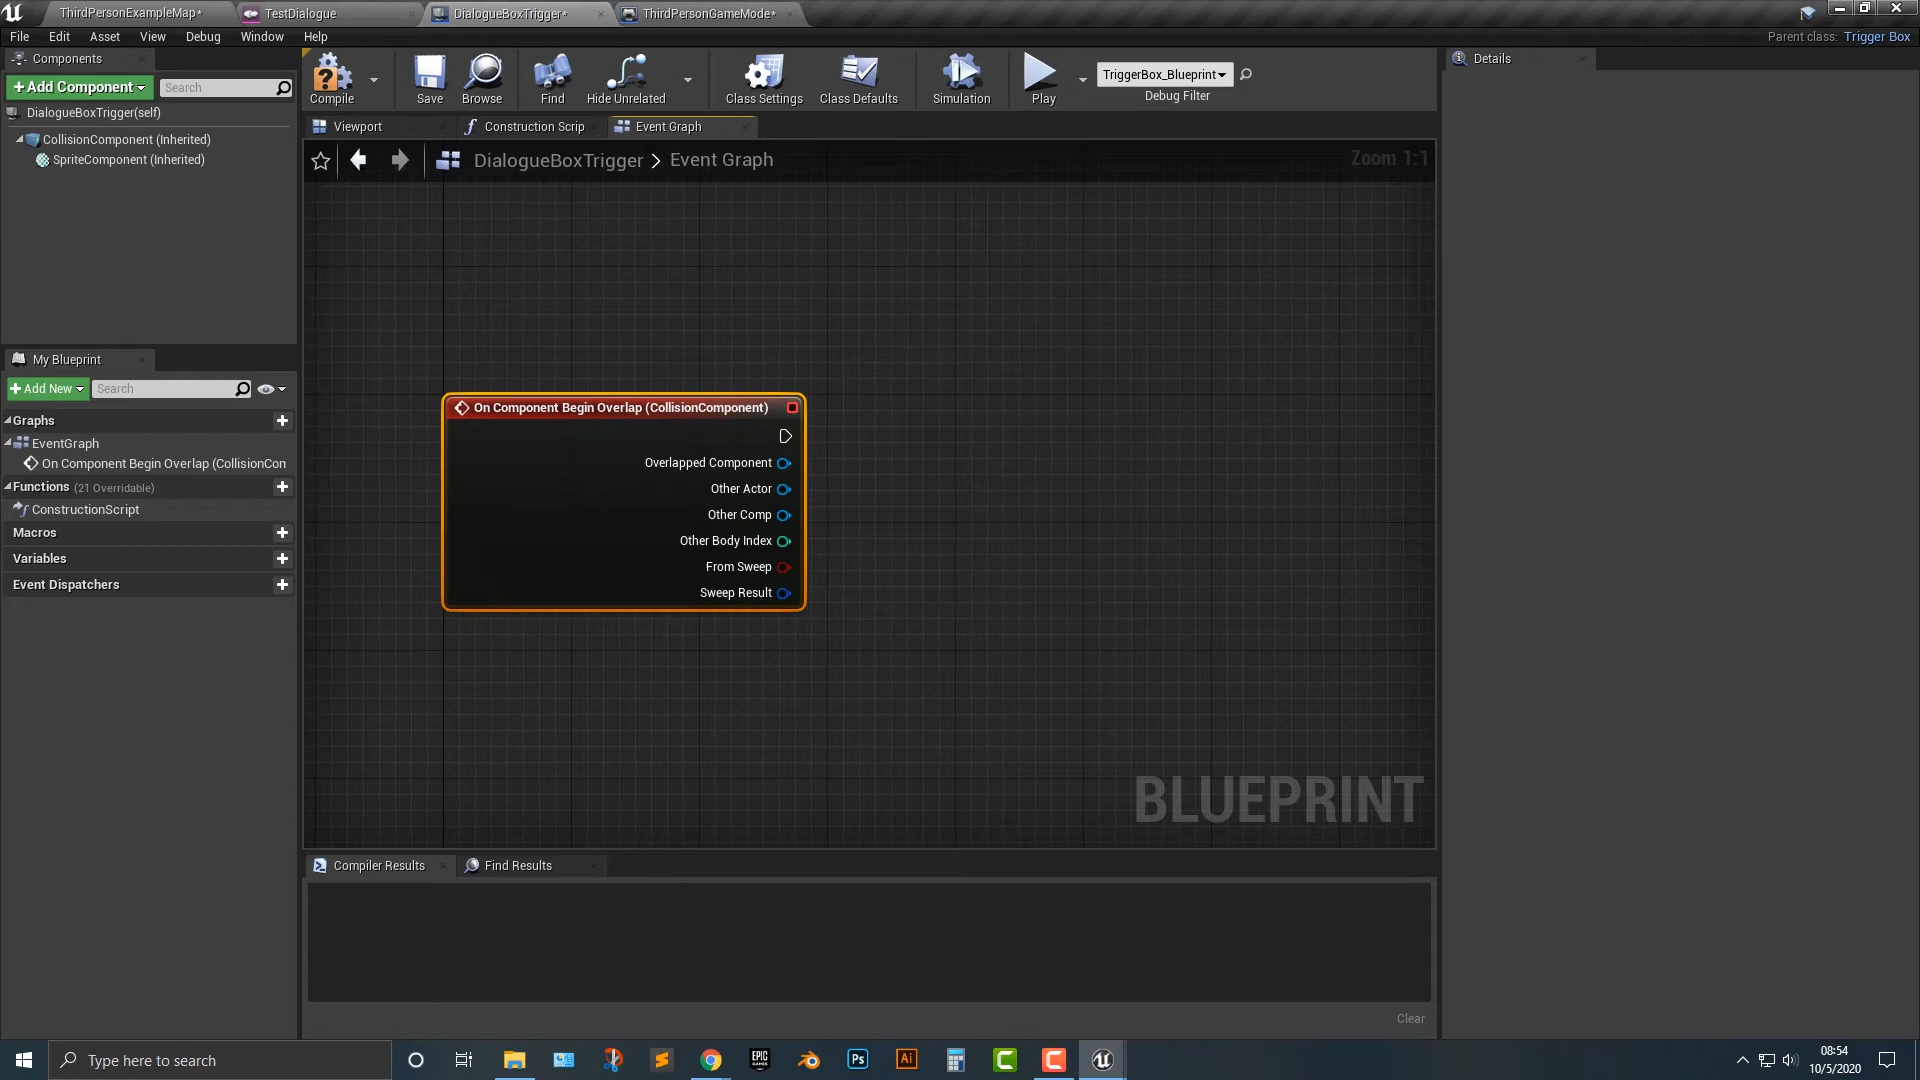 ThirdPersonExampleMap*
TestDialogue
DialogueBoxTrigger*
ThirdPersonGameMode*
File Edit Asset View Debug Window Help
Parent class: Trigger Box
Components
+Add Component
Search
DialogueBoxTrigger(self)
CollisionComponent (Inherited)
SpriteComponent (Inherited)
Compile
Save
Browse
Find
Hide Unrelated
Class Settings
Class Defaults
Simulation
Play
TriggerBox_Blueprint
Debug Filter
Details
Viewport
Construction Scrip
Event Graph
DialogueBoxTrigger > Event Graph
Zoom 1:1
My Blueprint
+Add New
Search
Graphs
EventGraph
On Component Begin Overlap (CollisionCon
Functions (21 Overridable)
ConstructionScript
Macros
Variables
Event Dispatchers
On Component Begin Overlap (CollisionComponent)
Overlapped Component
Other Actor
Other Comp
Other Body Index
From Sweep
Sweep Result
BLUEPRINT
Compiler Results
Find Results
Clear
Type here to search
EPIC GAMES
Ps
Ai
08:54
10/5/2020